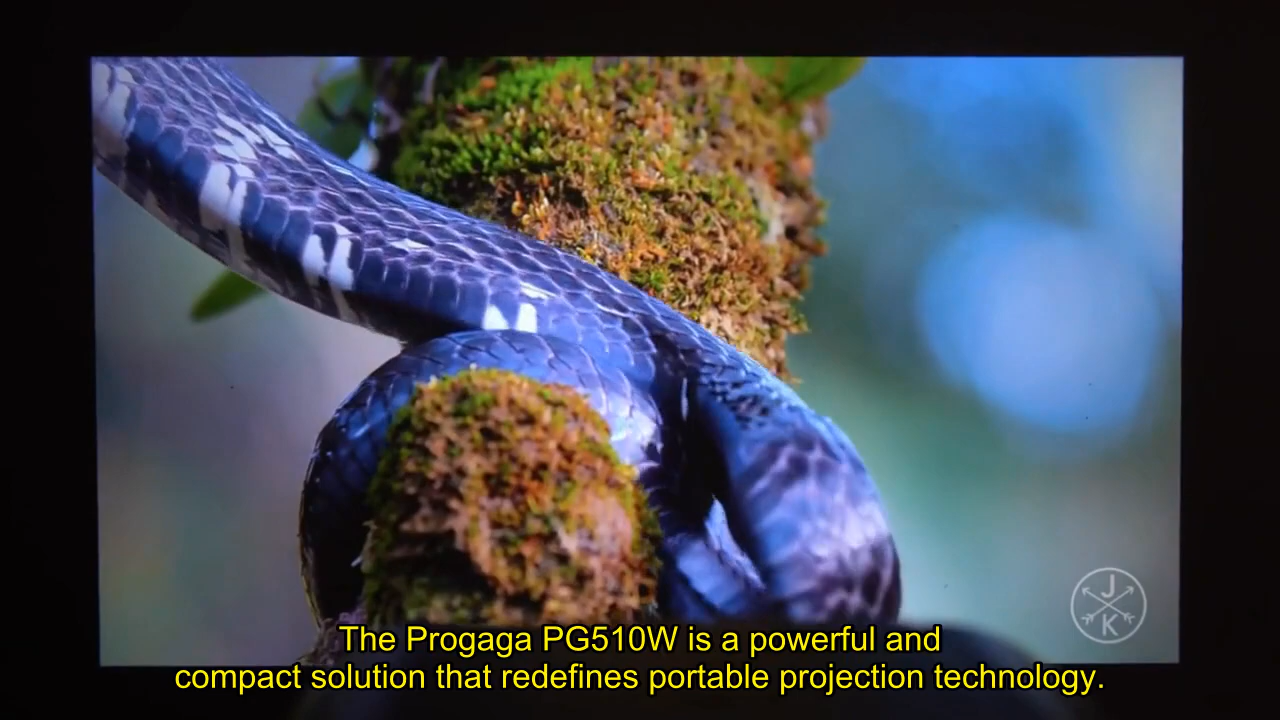 J
K
The Progaga PG510W is a powerful and
compact solution that redefines portable projection technology.